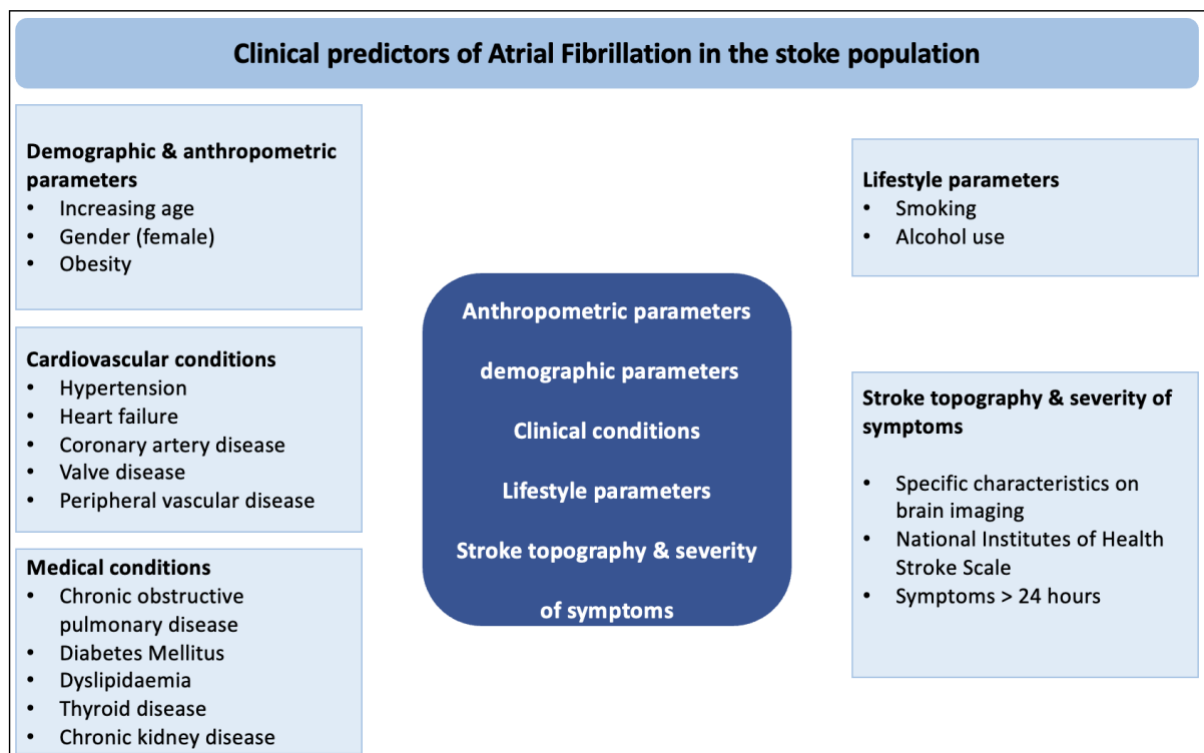 Clinical predictors of Atrial Fibrillation in the stoke population
Demographic & anthropometric
parameters
• Increasing age
• Gender (female)
• Obesity
Cardiovascular conditions
• Hypertension
• Heart failure
• Coronary artery disease
• Valve disease
• Peripheral vascular disease
Medical conditions
• Chronic obstructive
pulmonary disease
• Diabetes Mellitus
• Dyslipidaemia
• Thyroid disease
• Chronic kidney disease
Anthropometric parameters
demographic parameters
Clinical conditions
Lifestyle parameters
Stroke topography & severity
of symptoms
Lifestyle parameters
• Smoking
• Alcohol use
Stroke topography & severity of
symptoms
• Specific characteristics on
brain imaging
• National Institutes of Health
Stroke Scale
• Symptoms > 24 hours